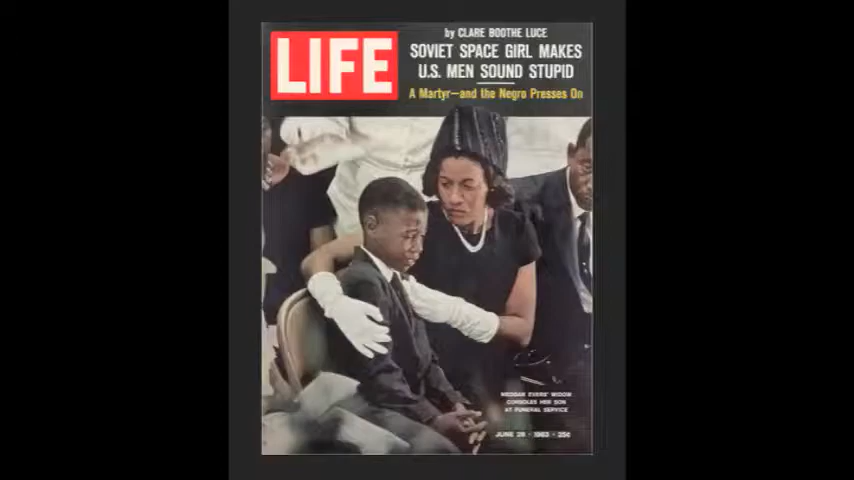 LIFE
by CLARE BOOTHE LUCE
SOVIET SPACE GIRL MAKES
U.S. MEN SOUND STUPID
A Martyr—and the Negro Presses On
MEDGAR EVERS' WIDOW
CONSOLES HER SON
AT FUNERAL SERVICE
JUNE 28 · 1963 · 25¢